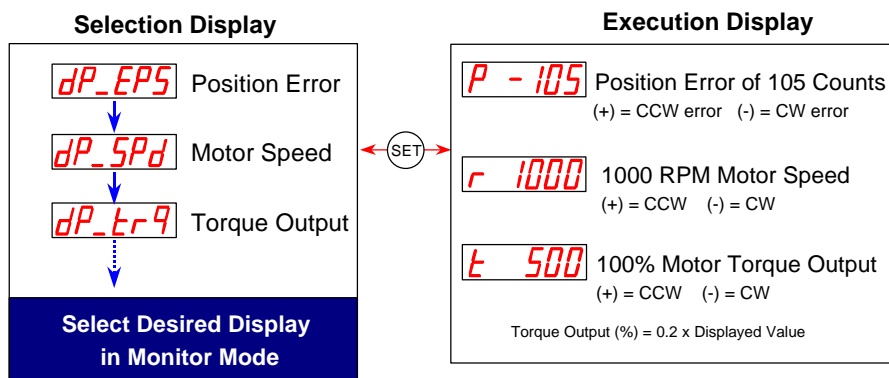 Selection Display
dP_EPS Position Error
dP_SPd Motor Speed
dP_trq Torque Output
Select Desired Display
in Monitor Mode
SET
Execution Display
P -105 Position Error of 105 Counts
(+) = CCW error (-) = CW error
r 1000 1000 RPM Motor Speed
(+) = CCW (-) = CW
t 500 100% Motor Torque Output
(+) = CCW (-) = CW
Torque Output (%) = 0.2 x Displayed Value